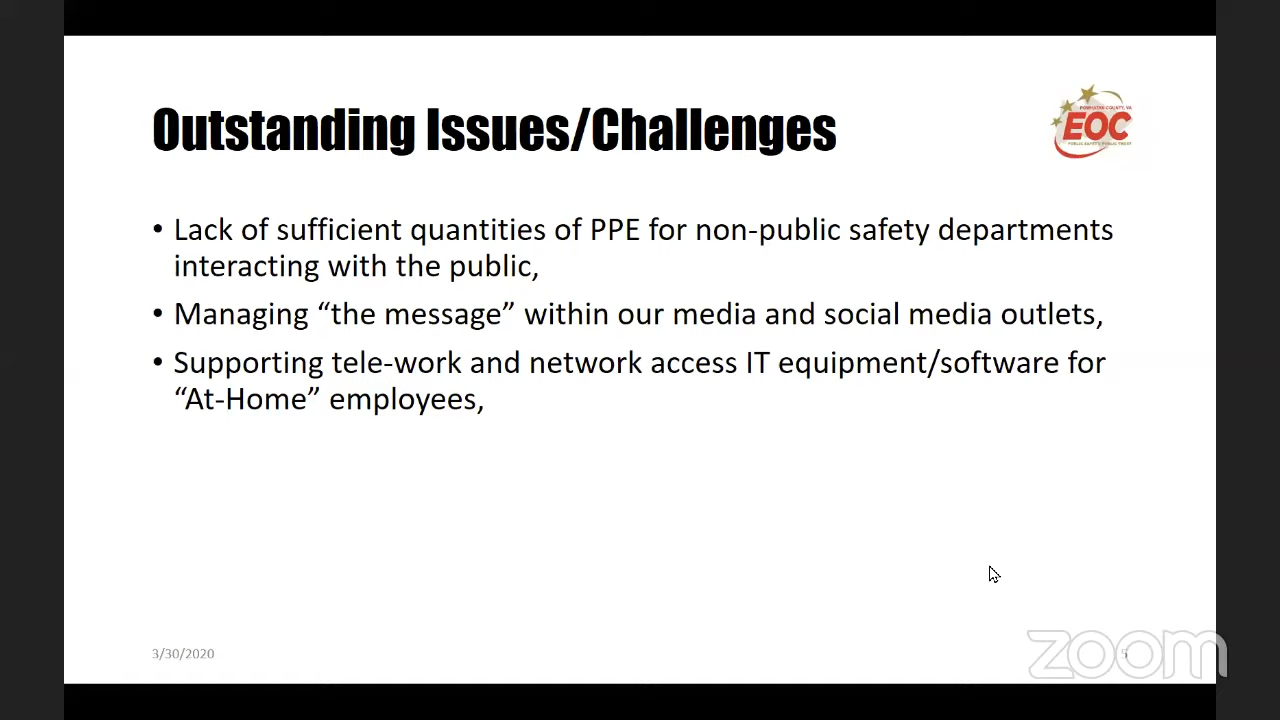 Outstanding Issues/Challenges
POWHATAN COUNTY, VA
EOC
PUBLIC SAFETY, PUBLIC TRUST
• Lack of sufficient quantities of PPE for non-public safety departments
interacting with the public,
• Managing “the message” within our media and social media outlets,
• Supporting tele-work and network access IT equipment/software for
“At-Home” employees,
3/30/2020
5
zoom